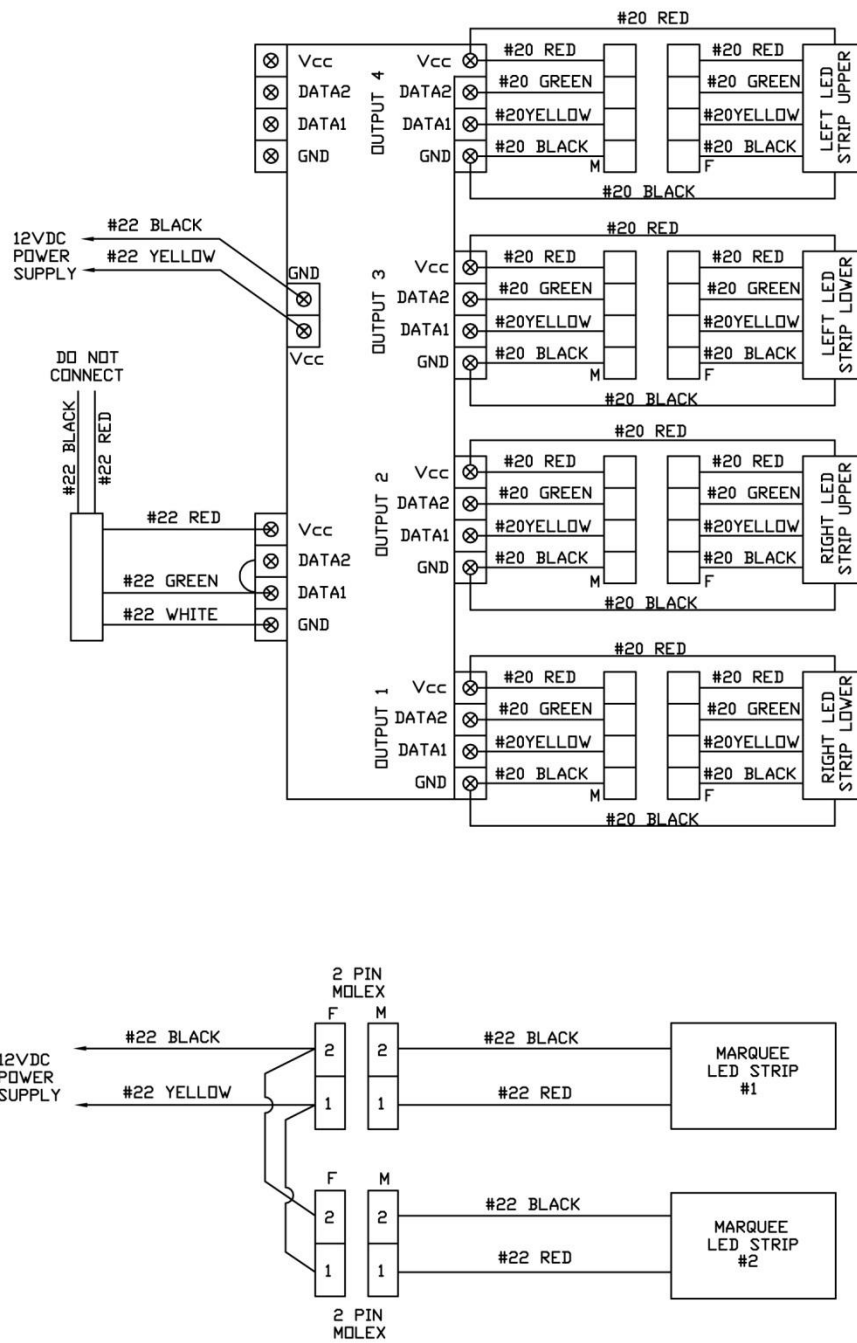 #20 RED
Vcc
DATA2
DATA1
GND
OUTPUT 4
Vcc
DATA2
DATA1
GND
#20 RED
#20 GREEN
#20YELLOW
#20 BLACK
M
F
#20 RED
#20 GREEN
#20YELLOW
#20 BLACK
LEFT LED
STRIP UPPER
#20 BLACK
12VDC
POWER
SUPPLY
#22 BLACK
#22 YELLOW
GND
Vcc
#20 RED
OUTPUT 3
Vcc
DATA2
DATA1
GND
#20 RED
#20 GREEN
#20YELLOW
#20 BLACK
M
F
#20 RED
#20 GREEN
#20YELLOW
#20 BLACK
LEFT LED
STRIP LOWER
#20 BLACK
DO NOT
CONNECT
#22 BLACK
#22 RED
#22 RED
#22 GREEN
#22 WHITE
Vcc
DATA2
DATA1
GND
#20 RED
OUTPUT 2
Vcc
DATA2
DATA1
GND
#20 RED
#20 GREEN
#20YELLOW
#20 BLACK
M
F
#20 RED
#20 GREEN
#20YELLOW
#20 BLACK
RIGHT LED
STRIP UPPER
#20 BLACK
#20 RED
OUTPUT 1
Vcc
DATA2
DATA1
GND
#20 RED
#20 GREEN
#20YELLOW
#20 BLACK
M
F
#20 RED
#20 GREEN
#20YELLOW
#20 BLACK
RIGHT LED
STRIP LOWER
#20 BLACK
2 PIN
MOLEX
F
M
12VDC
POWER
SUPPLY
#22 BLACK
#22 YELLOW
2
1
2
1
#22 BLACK
#22 RED
MARQUEE
LED STRIP
#1
F
M
2
1
2
1
#22 BLACK
#22 RED
MARQUEE
LED STRIP
#2
2 PIN
MOLEX